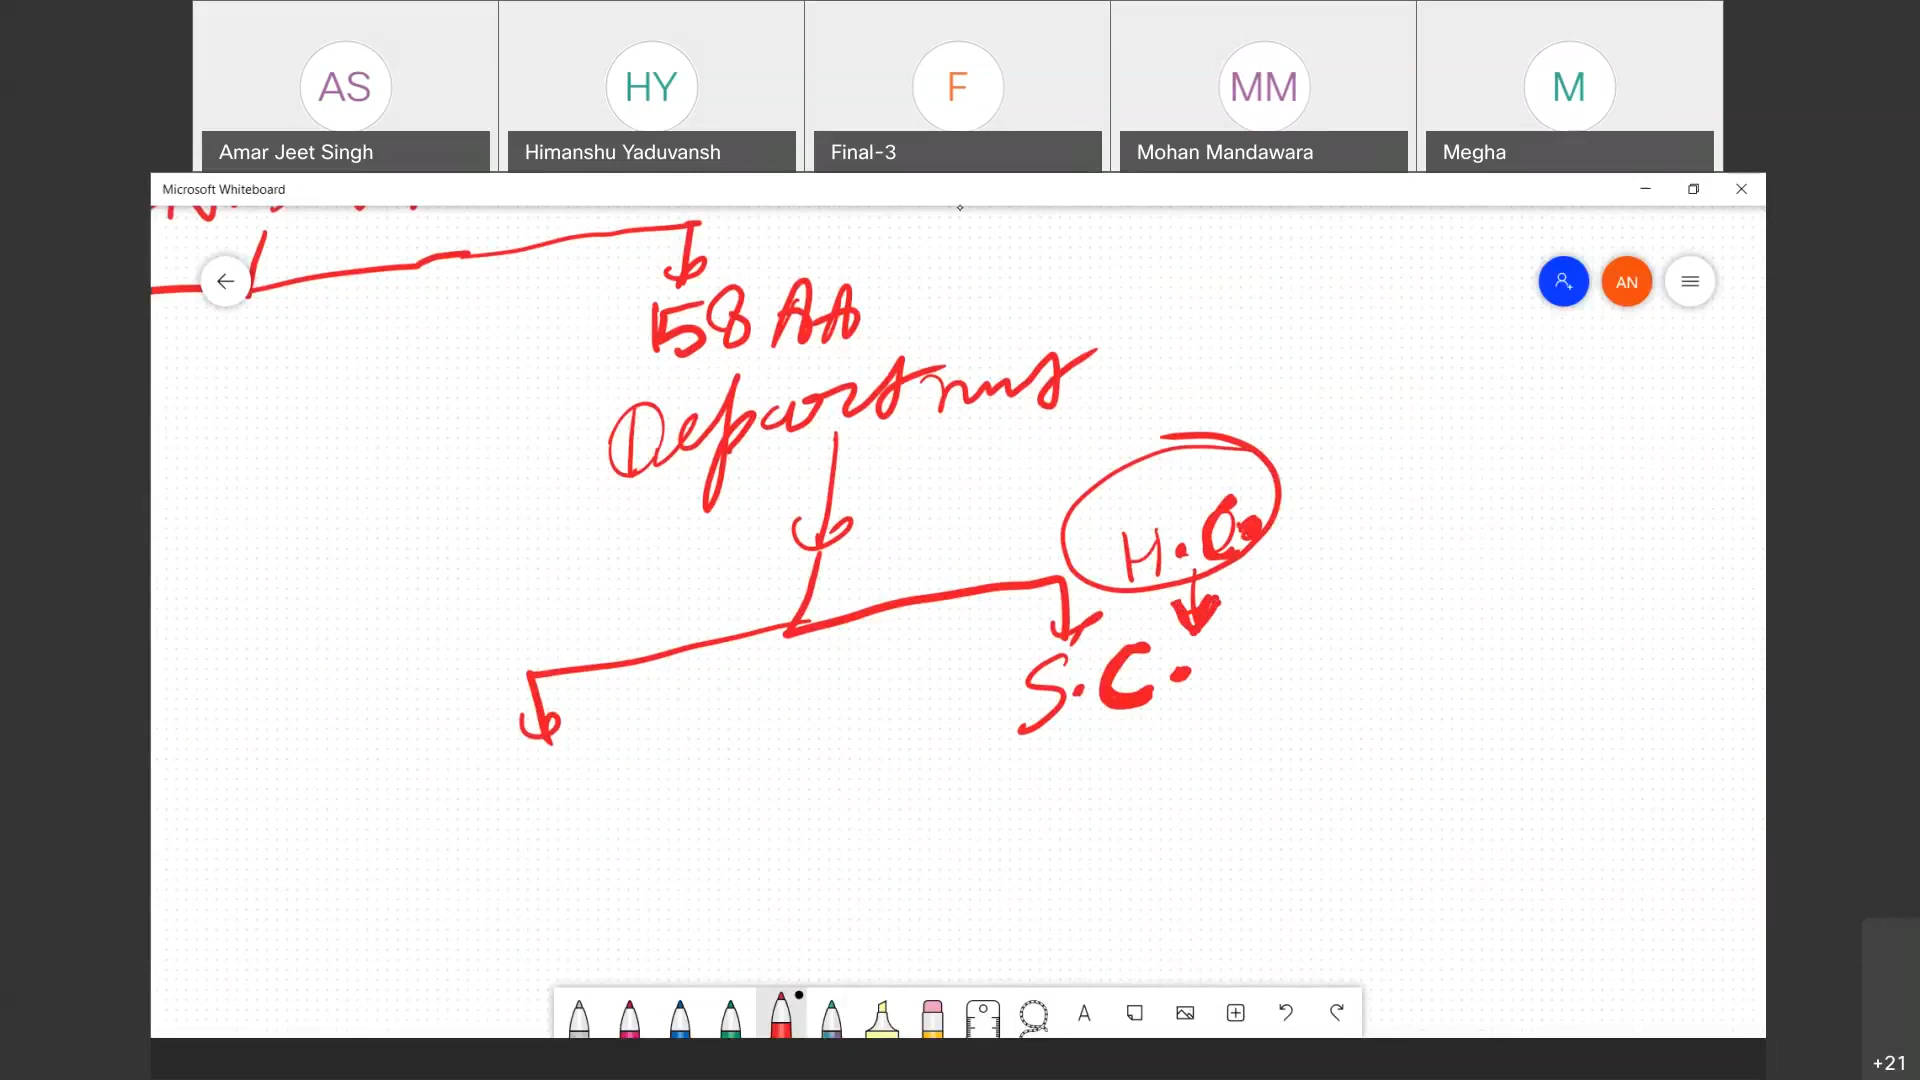 AS HY F MM M
Amar Jeet Singh Himanshu Yaduvansh Final-3 Mohan Mandawara Megha
Microsoft Whiteboard
AN
158 AA
Department
H.C.
S.C.
A
+21